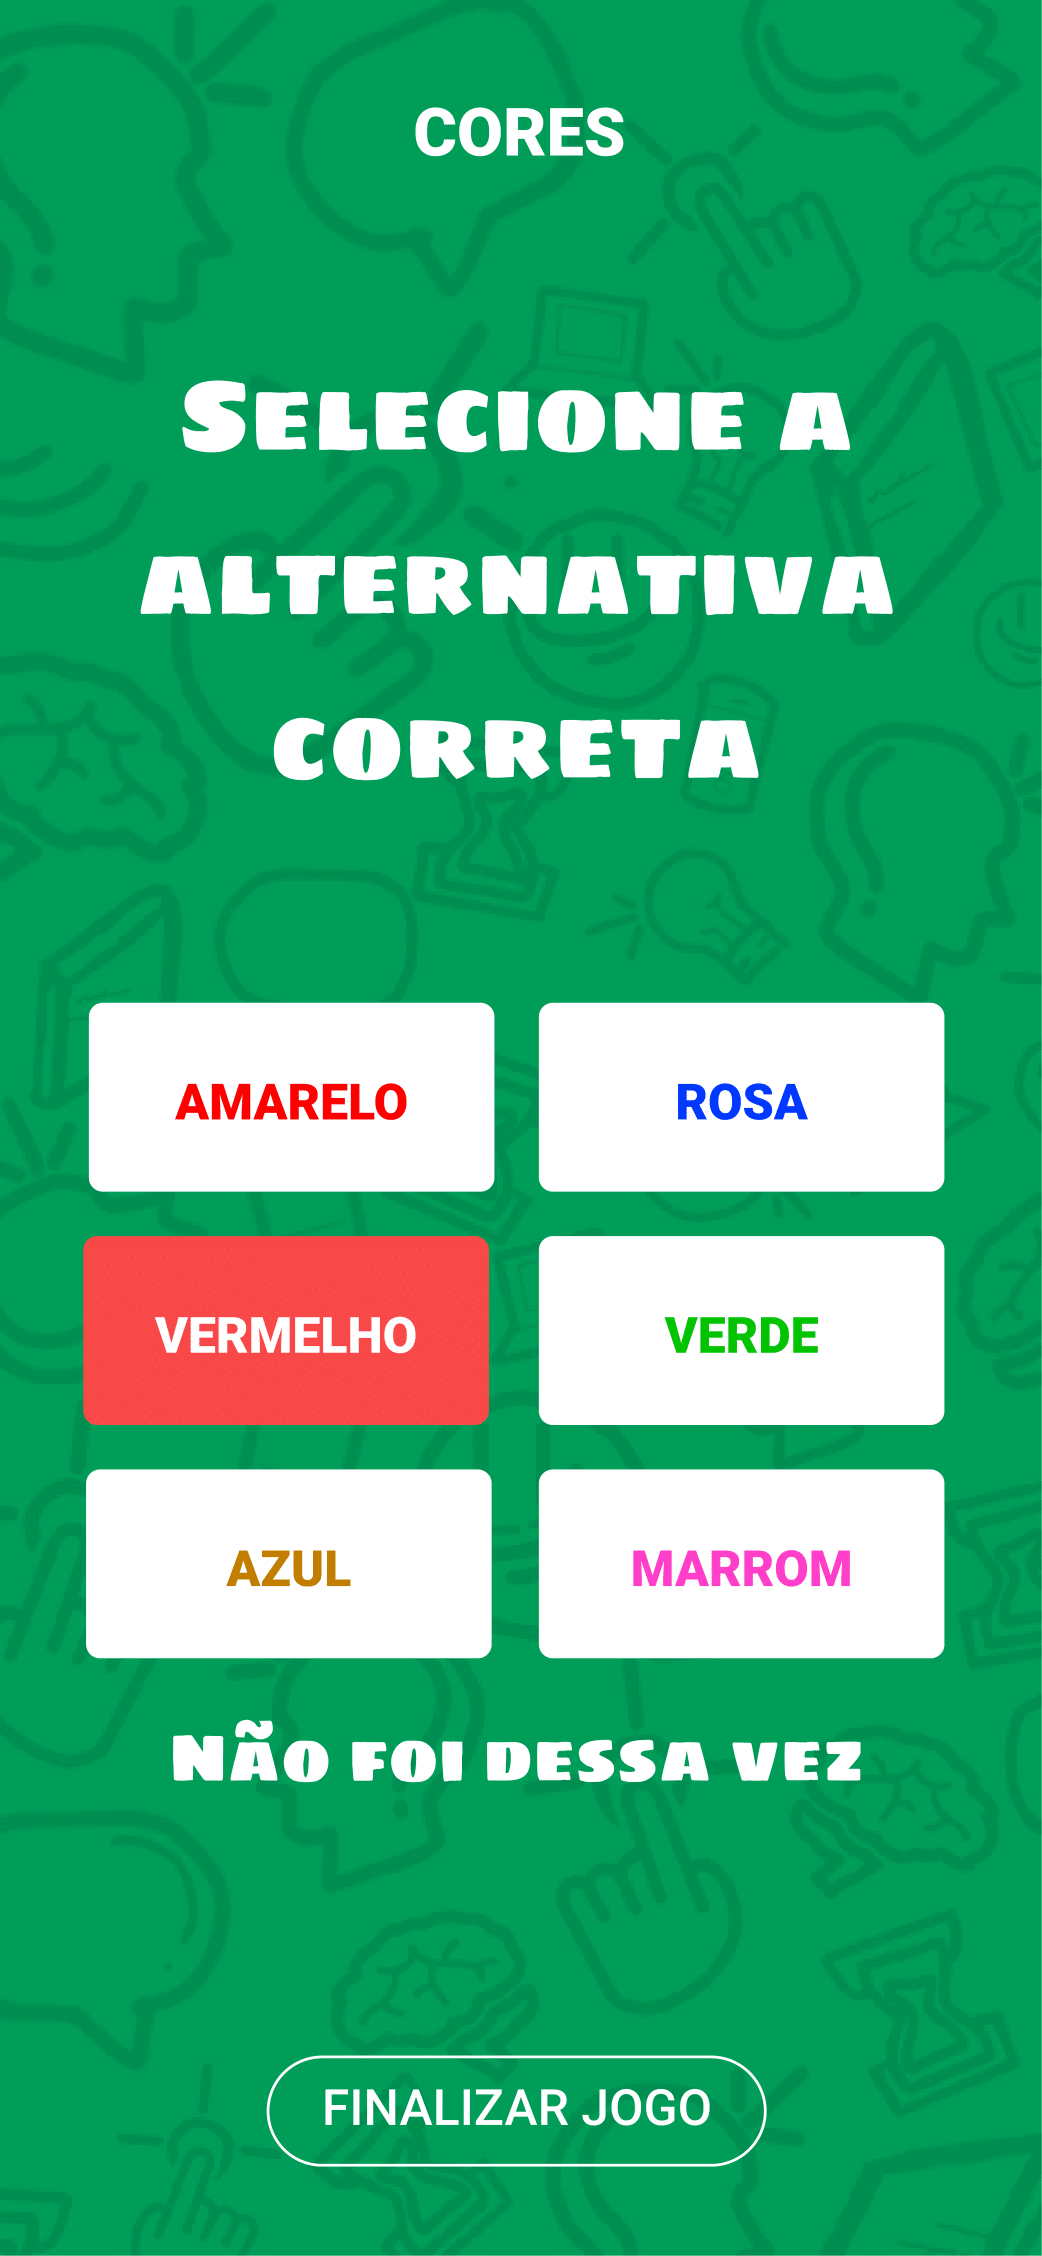 CORES
Selecione a
alternativa
correta
AMARELO
ROSA
VERMELHO
VERDE
AZUL
MARROM
Não foi dessa vez
FINALIZAR JOGO